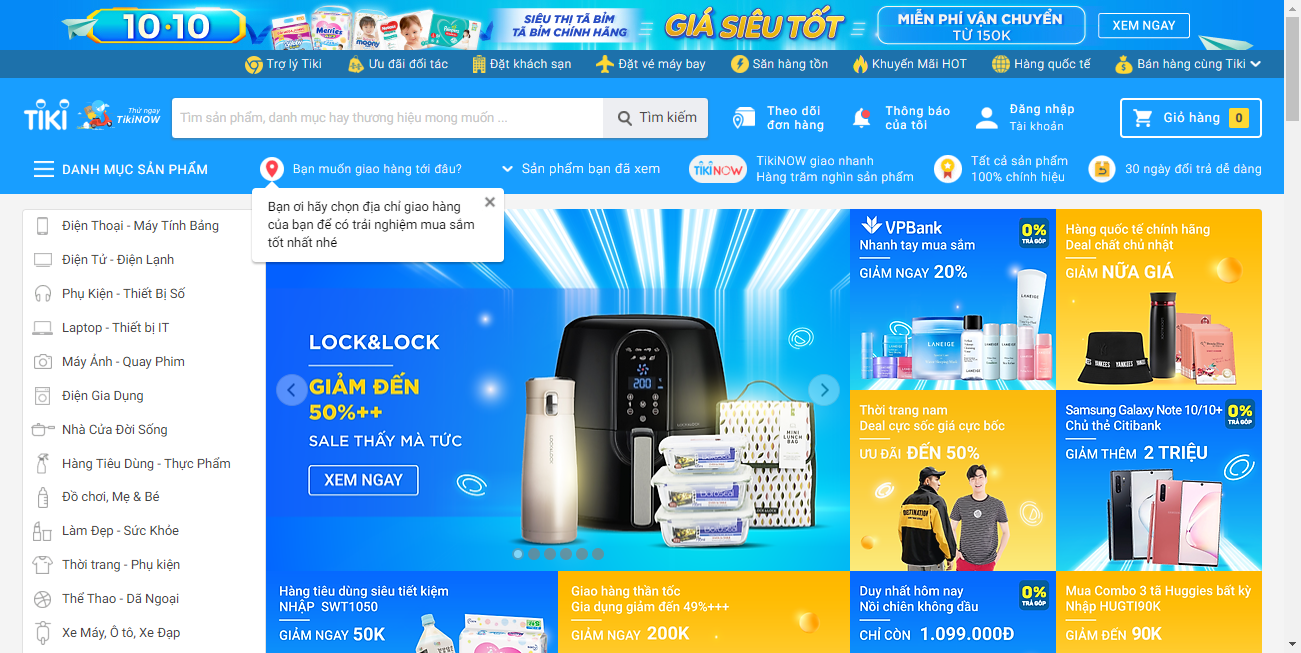 10·10
SIÊU THỊ TÃ BỈM
TÃ BỈM CHÍNH HÃNG
GIÁ SIÊU TỐT
MIỄN PHÍ VẬN CHUYỂN
TỪ 150K
XEM NGAY
Merries
moony
Trợ lý Tiki
Ưu đãi đối tác
Đặt khách sạn
Đặt vé máy bay
Săn hàng tồn
Khuyến Mãi HOT
Hàng quốc tế
Bán hàng cùng Tiki
TIKI
Thử ngay
TikiNOW
Tìm sản phẩm, danh mục hay thương hiệu mong muốn ...
Tìm kiếm
Theo dõi
đơn hàng
Thông báo
của tôi
Đăng nhập
Tài khoản
Giỏ hàng 0
DANH MỤC SẢN PHẨM
Bạn muốn giao hàng tới đâu?
Sản phẩm bạn đã xem
TIKINOW
TikiNOW giao nhanh
Hàng trăm nghìn sản phẩm
Tất cả sản phẩm
100% chính hiệu
30 ngày đổi trả dễ dàng
Bạn ơi hãy chọn địa chỉ giao hàng
của bạn để có trải nghiệm mua sắm
tốt nhất nhé
Điện Thoại - Máy Tính Bảng
Điện Tử - Điện Lạnh
Phụ Kiện - Thiết Bị Số
Laptop - Thiết bị IT
Máy Ảnh - Quay Phim
Điện Gia Dụng
Nhà Cửa Đời Sống
Hàng Tiêu Dùng - Thực Phẩm
Đồ chơi, Mẹ & Bé
Làm Đẹp - Sức Khỏe
Thời trang - Phụ kiện
Thể Thao - Dã Ngoại
Xe Máy, Ô tô, Xe Đạp
LOCK&LOCK
GIẢM ĐẾN
50%++
SALE THẤY MÀ TỨC
XEM NGAY
200
LOCK&LOCK
MINI
LUNCH
BAG
VPBank
Nhanh tay mua sắm
GIẢM NGAY 20%
0%
TRẢ GÓP
LANEIGE
LANEIGE
Hàng quốc tế chính hãng
Deal chất chủ nhật
GIẢM NỮA GIÁ
YANKEES
Thời trang nam
Deal cực sốc giá cực bốc
ƯU ĐÃI ĐẾN 50%
DESTINATION
Samsung Galaxy Note 10/10+
Chủ thẻ Citibank
GIẢM THÊM 2 TRIỆU
0%
TRẢ GÓP
Hàng tiêu dùng siêu tiết kiệm
NHẬP SWT1050
GIẢM NGAY 50K
Giao hàng thần tốc
Gia dụng giảm đến 49%+++
GIẢM NGAY 200K
Duy nhất hôm nay
Nồi chiên không dầu
CHỈ CÒN 1.099.000Đ
0%
TRẢ GÓP
Mua Combo 3 tã Huggies bất kỳ
Nhập HUGTI90K
GIẢM ĐẾN 90K